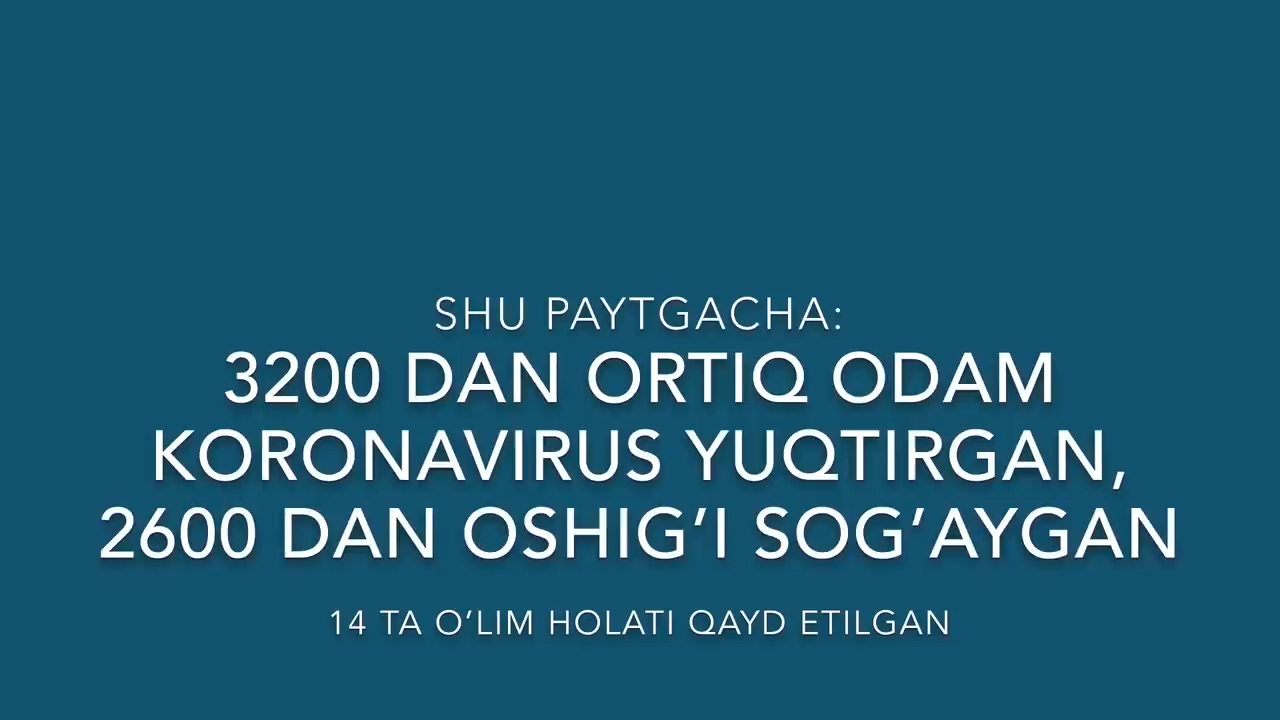 SHU PAYTGACHA:
3200 DAN ORTIQ ODAM
KORONAVIRUS YUQTIRGAN,
2600 DAN OSHIG‘I SOG’AYGAN
14 TA O’LIM HOLATI QAYD ETILGAN